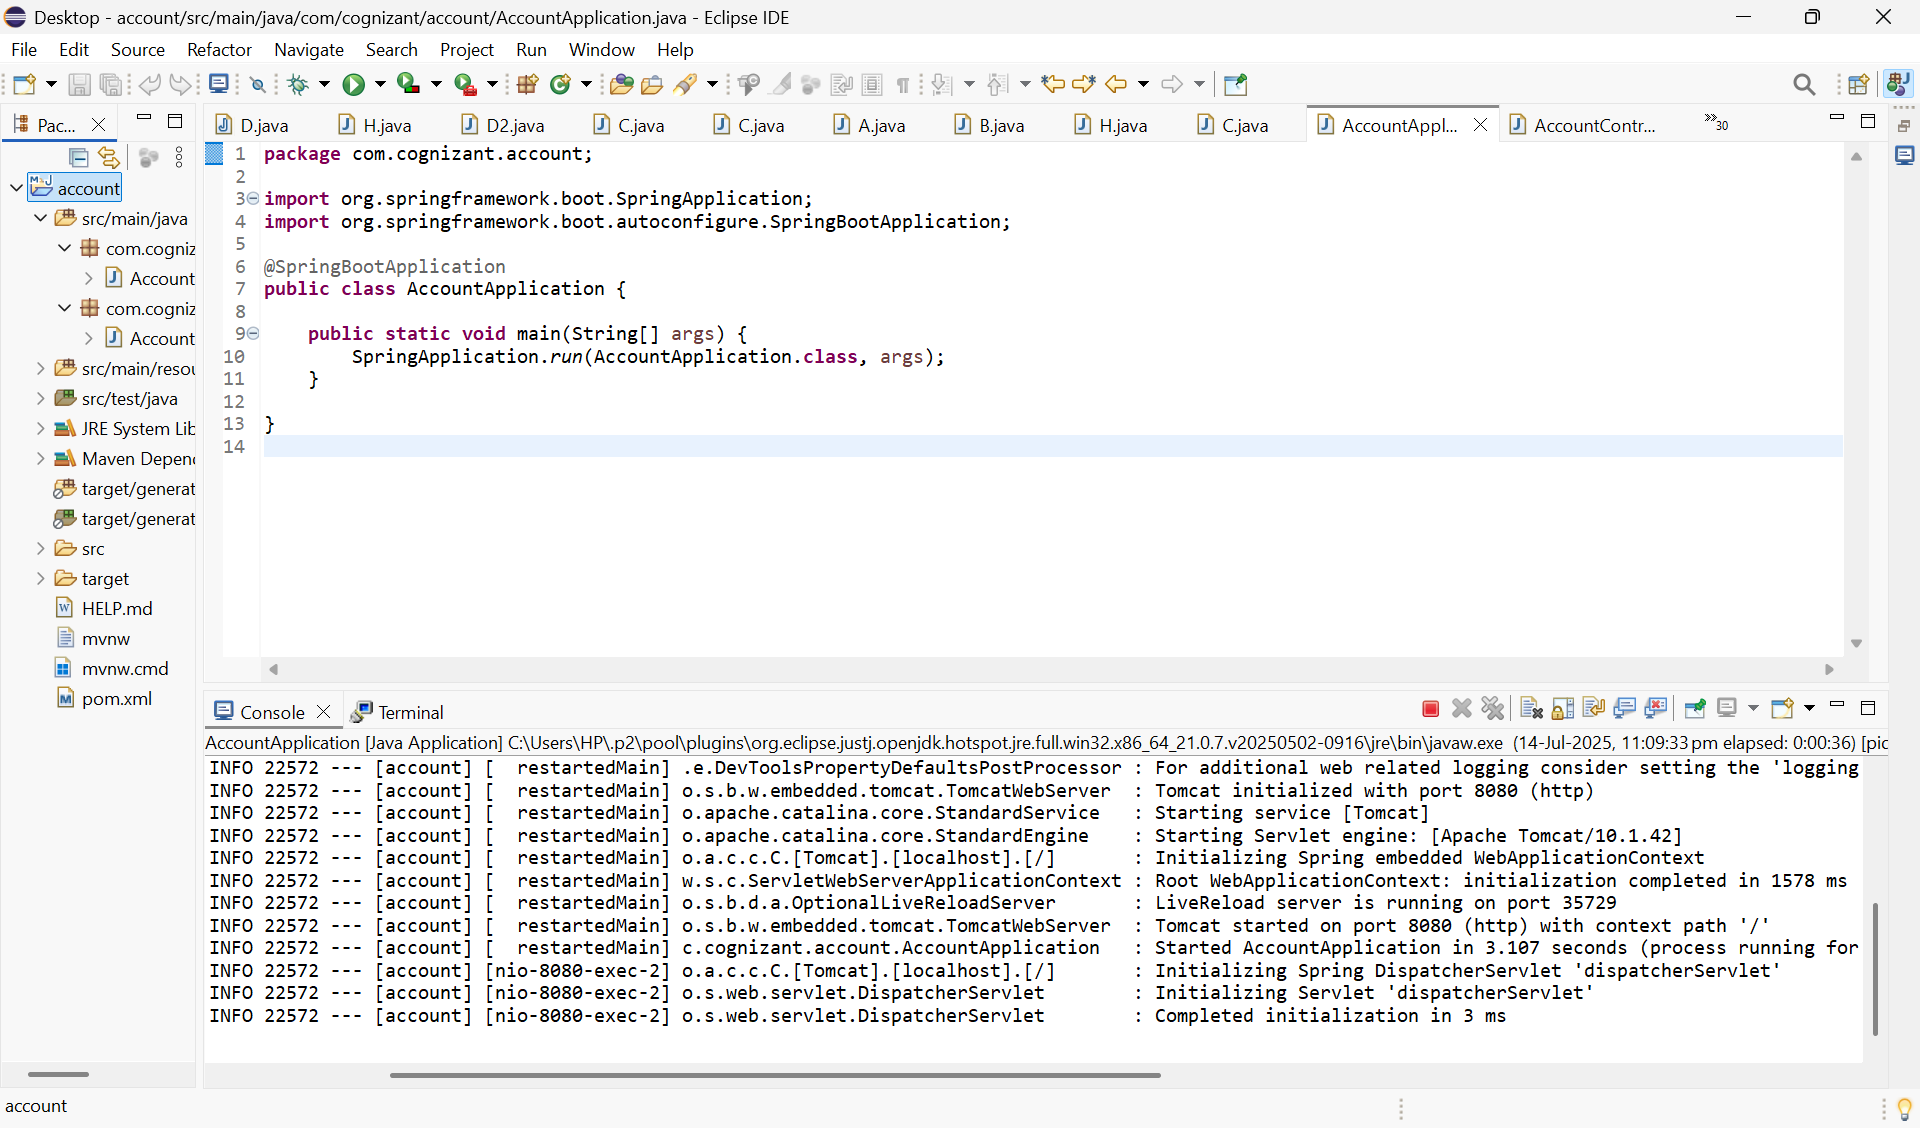 Desktop - account/src/main/java/com/cognizant/account/AccountApplication.java - Eclipse IDE
File Edit Source Refactor Navigate Search Project Run Window Help
Pac...
D.java H.java D2.java C.java C.java A.java B.java H.java C.java AccountAppl... AccountContr... »30
account
src/main/java
com.cogniz
Account
com.cogniz
Account
src/main/resou
src/test/java
JRE System Lib
Maven Depend
target/generat
target/generat
src
target
HELP.md
mvnw
mvnw.cmd
pom.xml
1 package com.cognizant.account;
2
3 import org.springframework.boot.SpringApplication;
4 import org.springframework.boot.autoconfigure.SpringBootApplication;
5
6 @SpringBootApplication
7 public class AccountApplication {
8
9 public static void main(String[] args) {
10 SpringApplication.run(AccountApplication.class, args);
11 }
12
13 }
14
Console Terminal
AccountApplication [Java Application] C:\Users\HP\.p2\pool\plugins\org.eclipse.justj.openjdk.hotspot.jre.full.win32.x86_64_21.0.7.v20250502-0916\jre\bin\javaw.exe (14-Jul-2025, 11:09:33 pm elapsed: 0:00:36) [pic
INFO 22572 --- [account] [  restartedMain] .e.DevToolsPropertyDefaultsPostProcessor : For additional web related logging consider setting the 'logging
INFO 22572 --- [account] [  restartedMain] o.s.b.w.embedded.tomcat.TomcatWebServer  : Tomcat initialized with port 8080 (http)
INFO 22572 --- [account] [  restartedMain] o.apache.catalina.core.StandardService   : Starting service [Tomcat]
INFO 22572 --- [account] [  restartedMain] o.apache.catalina.core.StandardEngine    : Starting Servlet engine: [Apache Tomcat/10.1.42]
INFO 22572 --- [account] [  restartedMain] o.a.c.c.C.[Tomcat].[localhost].[/]       : Initializing Spring embedded WebApplicationContext
INFO 22572 --- [account] [  restartedMain] w.s.c.ServletWebServerApplicationContext : Root WebApplicationContext: initialization completed in 1578 ms
INFO 22572 --- [account] [  restartedMain] o.s.b.d.a.OptionalLiveReloadServer       : LiveReload server is running on port 35729
INFO 22572 --- [account] [  restartedMain] o.s.b.w.embedded.tomcat.TomcatWebServer  : Tomcat started on port 8080 (http) with context path '/'
INFO 22572 --- [account] [  restartedMain] c.cognizant.account.AccountApplication   : Started AccountApplication in 3.107 seconds (process running for
INFO 22572 --- [account] [nio-8080-exec-2] o.a.c.c.C.[Tomcat].[localhost].[/]       : Initializing Spring DispatcherServlet 'dispatcherServlet'
INFO 22572 --- [account] [nio-8080-exec-2] o.s.web.servlet.DispatcherServlet        : Initializing Servlet 'dispatcherServlet'
INFO 22572 --- [account] [nio-8080-exec-2] o.s.web.servlet.DispatcherServlet        : Completed initialization in 3 ms
account